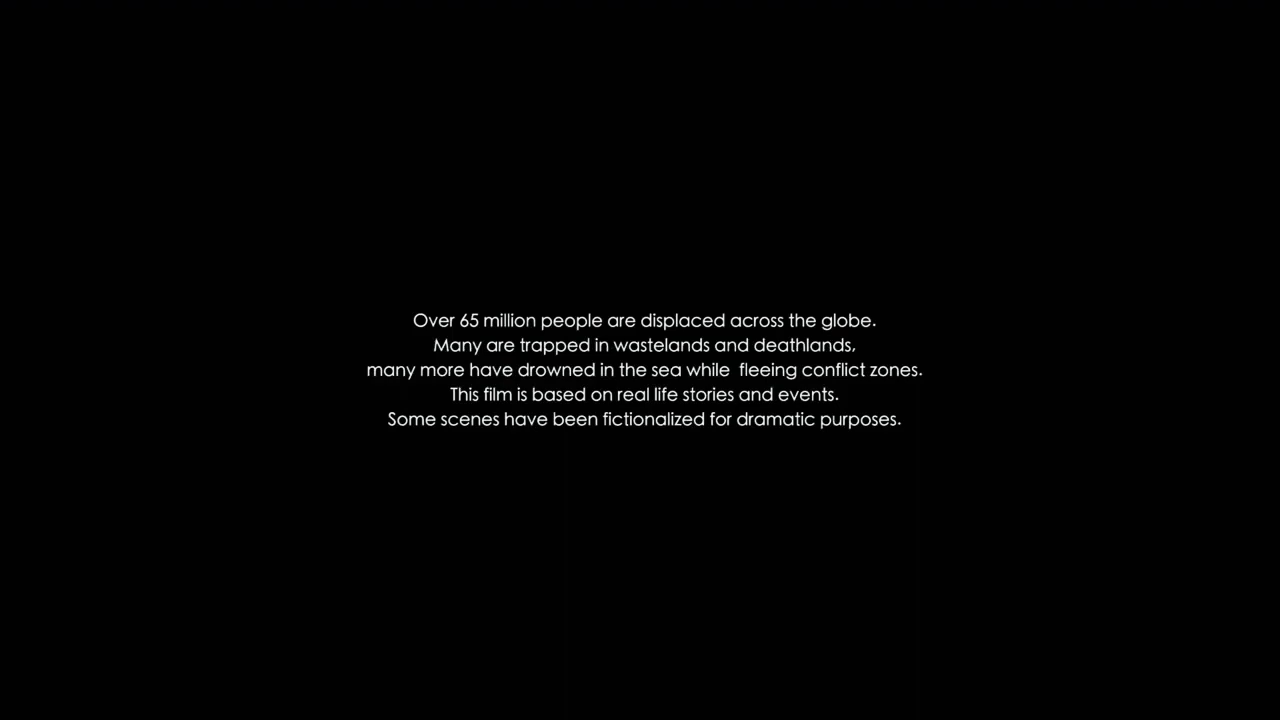 Over 65 million people are displaced across the globe.
Many are trapped in wastelands and deathlands,
many more have drowned in the sea while  fleeing conflict zones.
This film is based on real life stories and events.
Some scenes have been fictionalized for dramatic purposes.